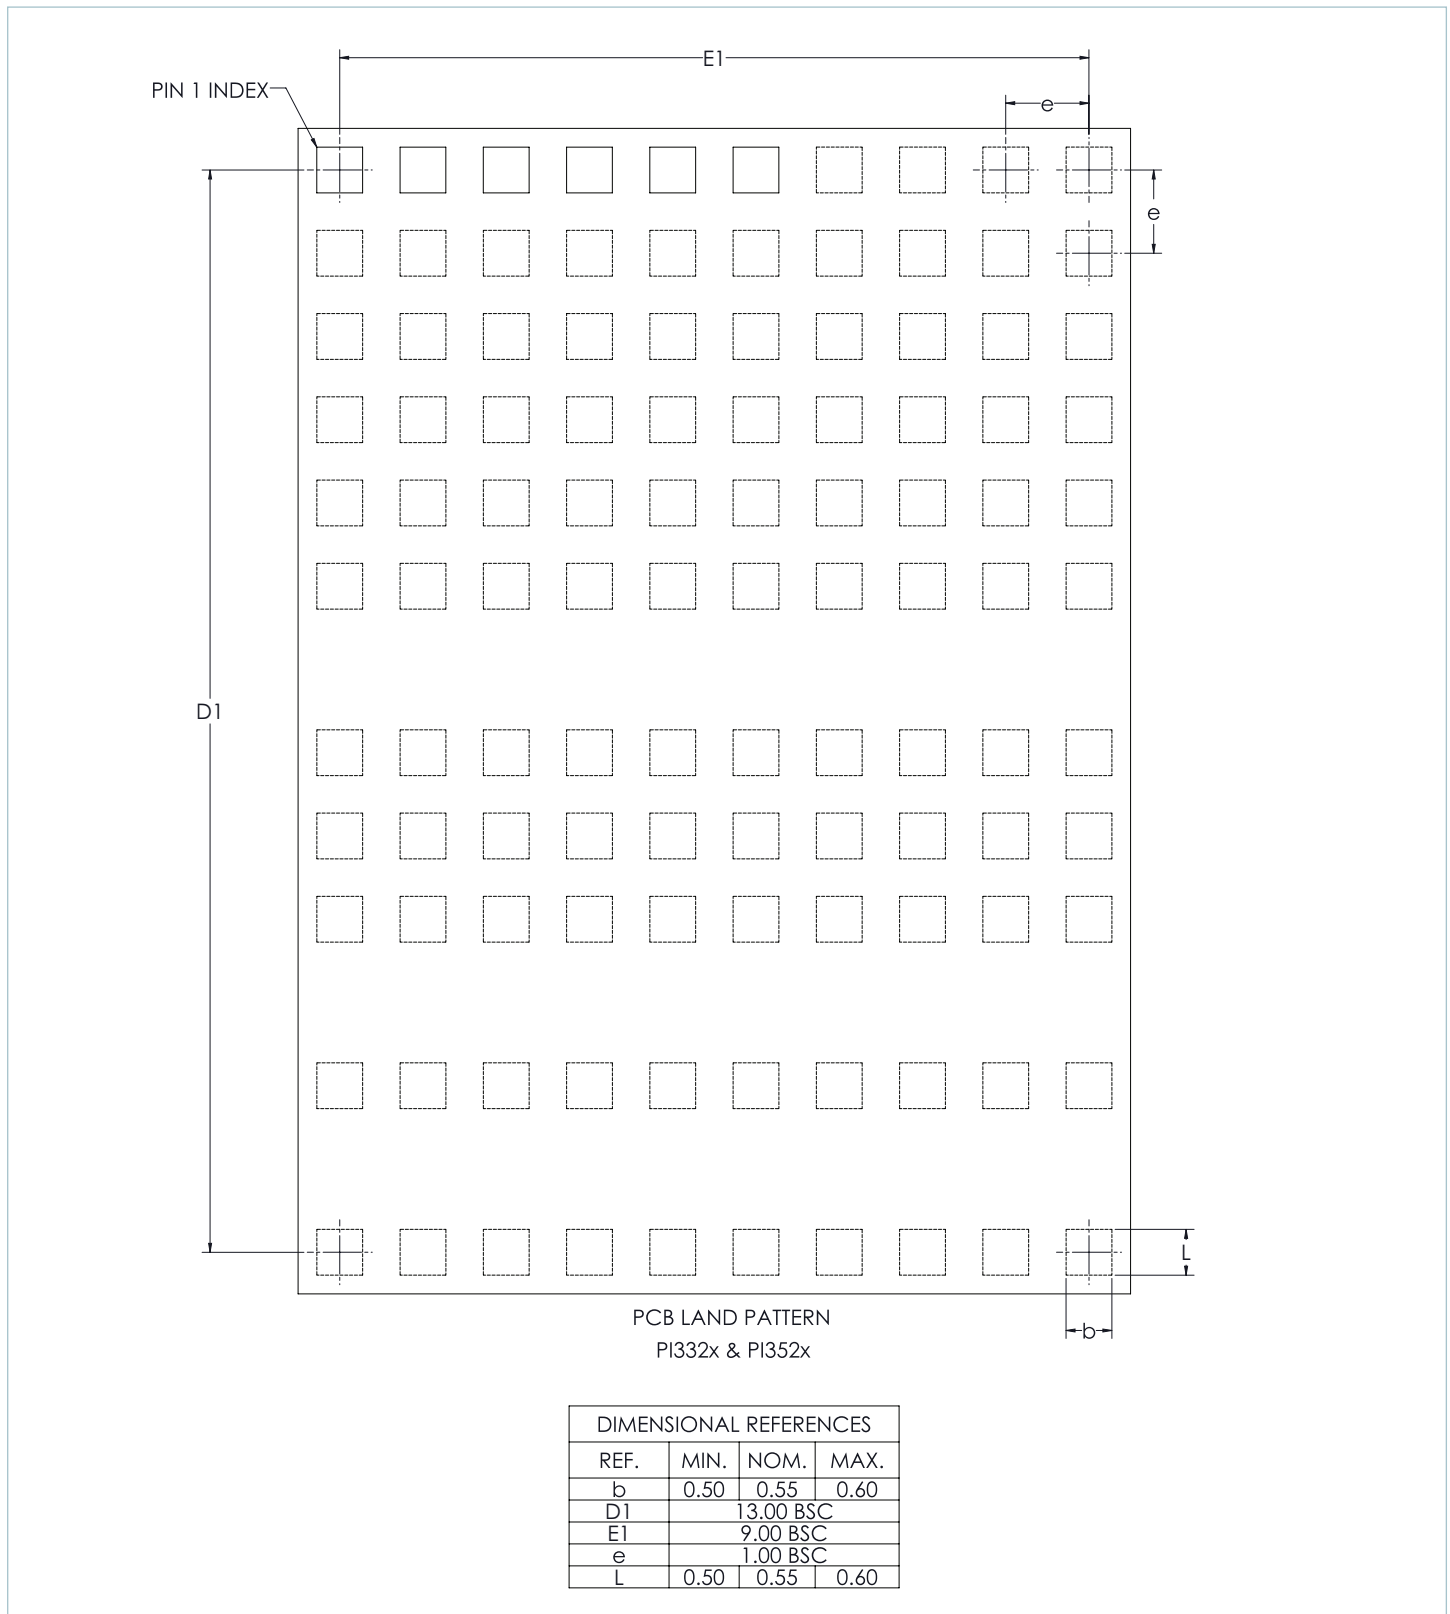 E1
PIN 1 INDEX
e
e
D1
L
b
PCB LAND PATTERN
PI332x & PI352x
DIMENSIONAL REFERENCES
REF. MIN. NOM. MAX.
b 0.50 0.55 0.60
D1 13.00 BSC
E1 9.00 BSC
e 1.00 BSC
L 0.50 0.55 0.60